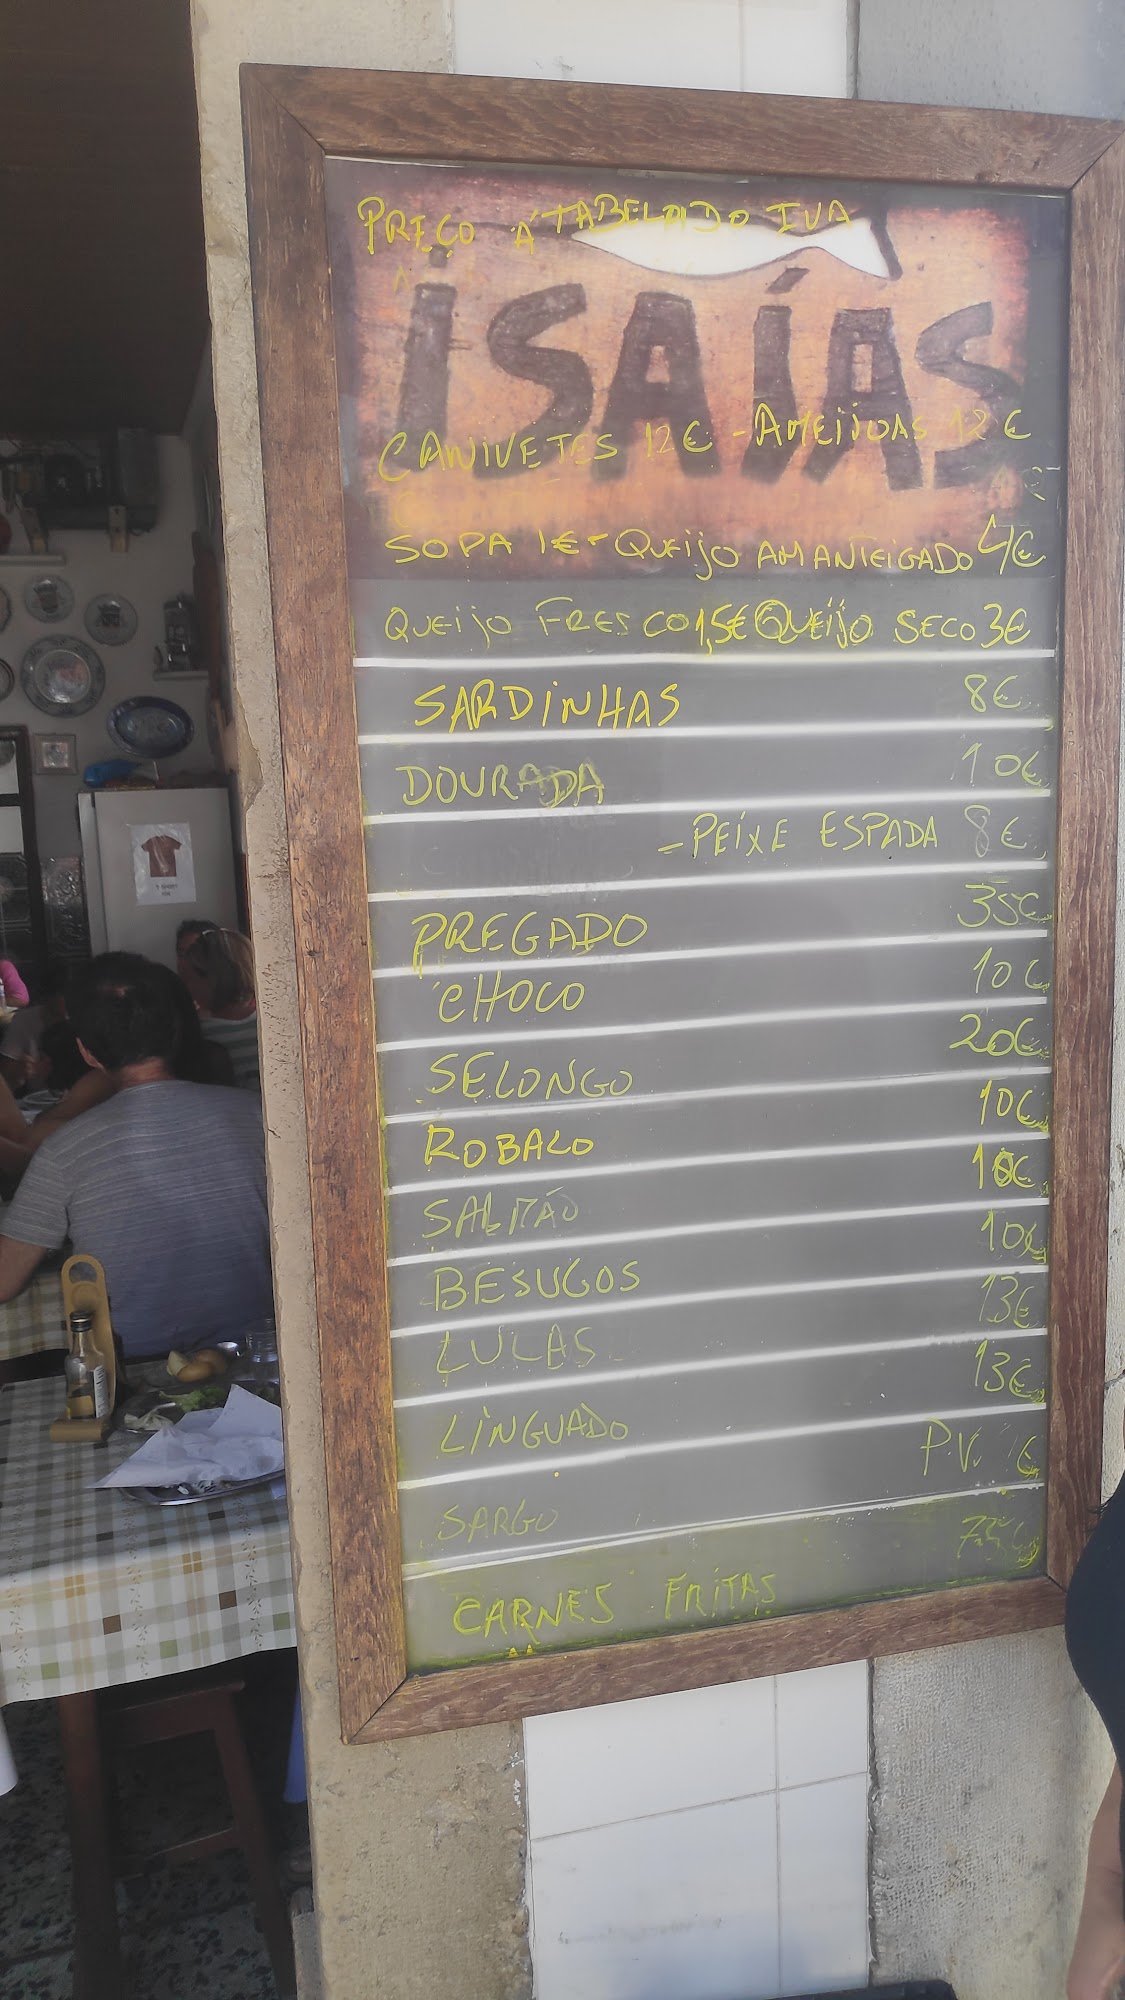 PREÇO Á TABELADO IVA
ISAÍAS
CANIVETES 12€ - AMEIJOAS 12€
SOPA 1€ - QUEIJO AMANTEIGADO 4€
QUEIJO FRESCO 1,5€ QUEIJO SECO 3€
SARDINHAS 8€
DOURADA 10€
- PEIXE ESPADA 8€
PREGADO 35€
CHOCO 10€
SELONGO 20€
ROBALO 10€
SALMÃO 10€
BESUGOS 10€
LULAS 13€
LINGUADO 13€
SARGO P.V. €
CARNES FRITAS